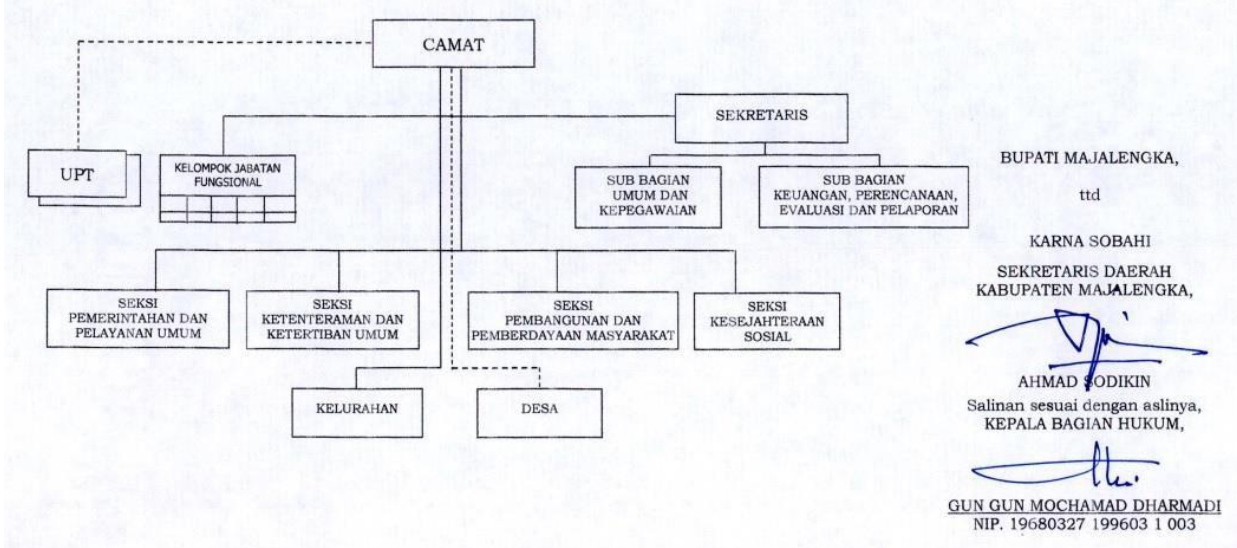 CAMAT
SEKRETARIS
UPT
KELOMPOK JABATAN
FUNGSIONAL
SUB BAGIAN
UMUM DAN
KEPEGAWAIAN
SUB BAGIAN
KEUANGAN, PERENCANAAN,
EVALUASI DAN PELAPORAN
SEKSI
PEMERINTAHAN DAN
PELAYANAN UMUM
SEKSI
KETENTERAMAN DAN
KETERTIBAN UMUM
SEKSI
PEMBANGUNAN DAN
PEMBERDAYAAN MASYARAKAT
SEKSI
KESEJAHTERAAN
SOSIAL
KELURAHAN
DESA
BUPATI MAJALENGKA,
ttd
KARNA SOBAHI
SEKRETARIS DAERAH
KABUPATEN MAJALENGKA,
AHMAD SODIKIN
Salinan sesuai dengan aslinya,
KEPALA BAGIAN HUKUM,
GUN GUN MOCHAMAD DHARMADI
NIP. 19680327 199603 1 003